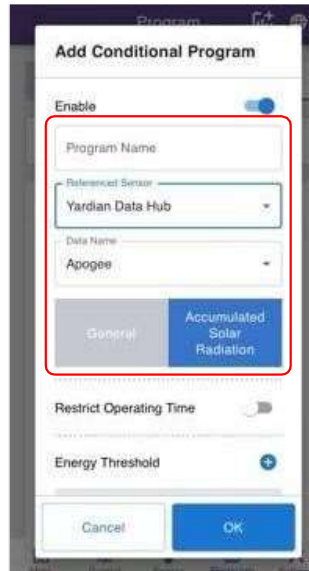 Program
Add Conditional Program
Enable
Program Name
Referenced Sensor
Yardian Data Hub
Data Name
Apogee
General
Accumulated
Solar
Radiation
Restrict Operating Time
Energy Threshold
Cancel
OK